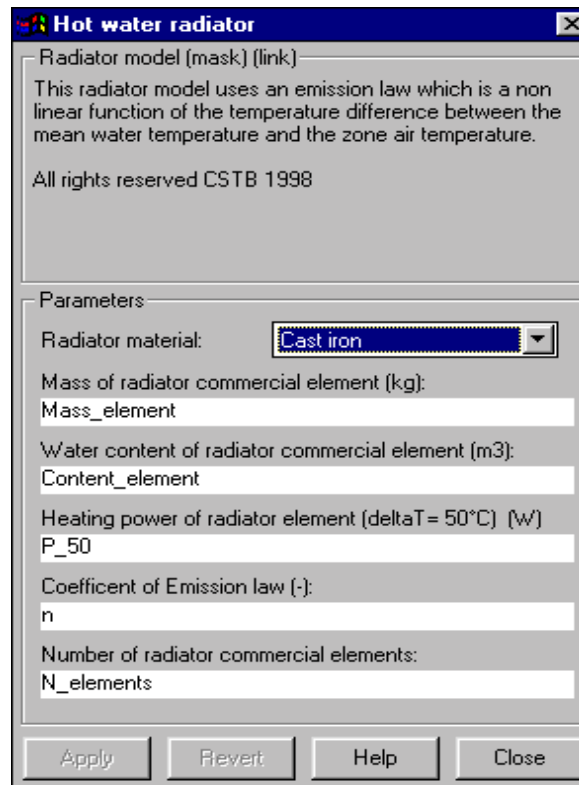 Hot water radiator
Radiator model (mask) (link)
This radiator model uses an emission law which is a non
linear function of the temperature difference between the
mean water temperature and the zone air temperature.
All rights reserved CSTB 1998
Parameters
Radiator material:
Cast iron
Mass of radiator commercial element (kg):
Mass_element
Water content of radiator commercial element (m3):
Content_element
Heating power of radiator element (deltaT= 50°C) (W)
P_50
Coefficent of Emission law (-):
n
Number of radiator commercial elements:
N_elements
Apply
Revert
Help
Close